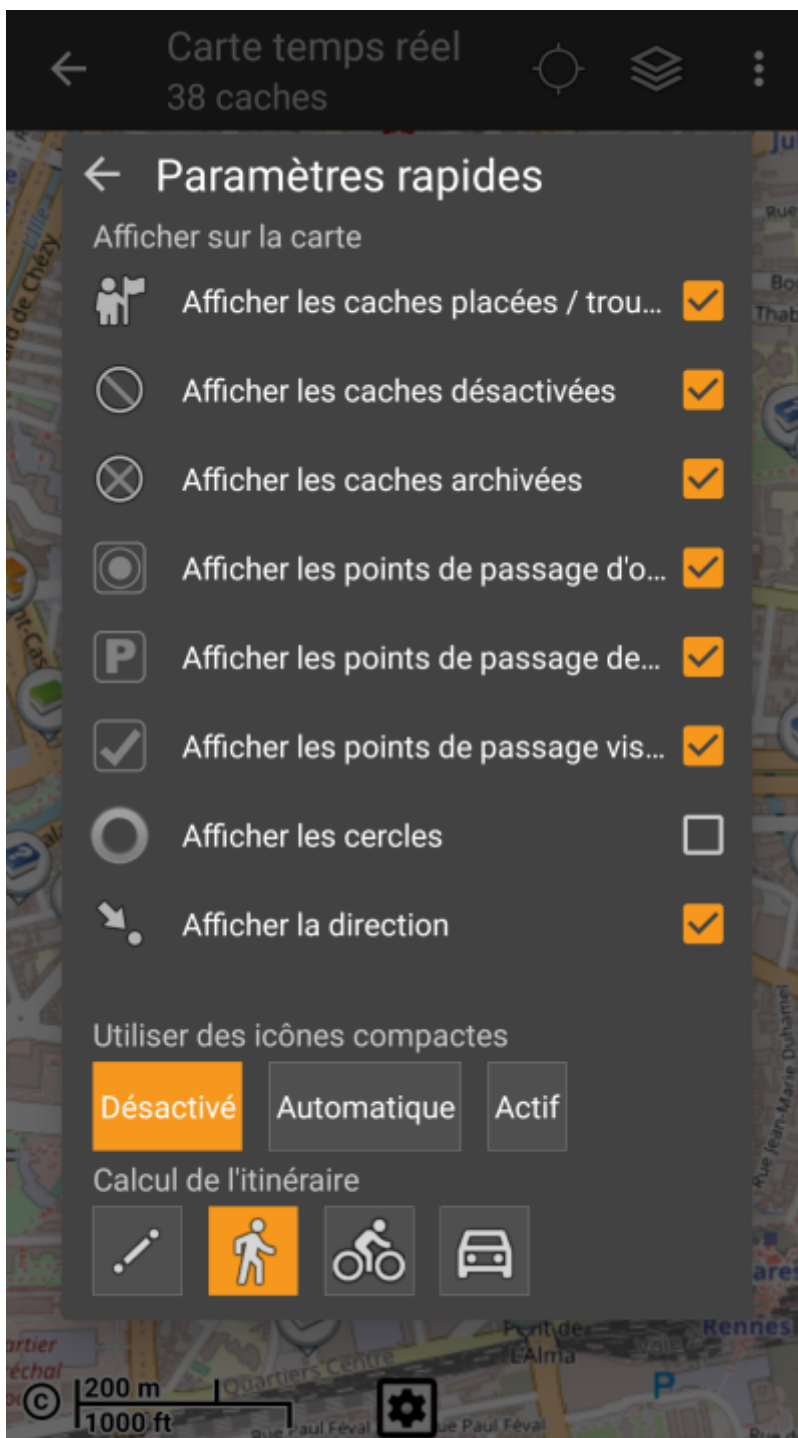 Carte temps réel
38 caches
Paramètres rapides
Afficher sur la carte
Afficher les caches placées / trou...
Afficher les caches désactivées
Afficher les caches archivées
Afficher les points de passage d'o...
P Afficher les points de passage de...
Afficher les points de passage vis...
Afficher les cercles
Afficher la direction
Utiliser des icônes compactes
Désactivé Automatique Actif
Calcul de l'itinéraire
Rue Jean-Marie Duhamel
Rennes
Pont de
L'Alma
Quartiers Centre
P
© 200 m
1000 ft
Rue Paul Féval
Rue Paul Féval